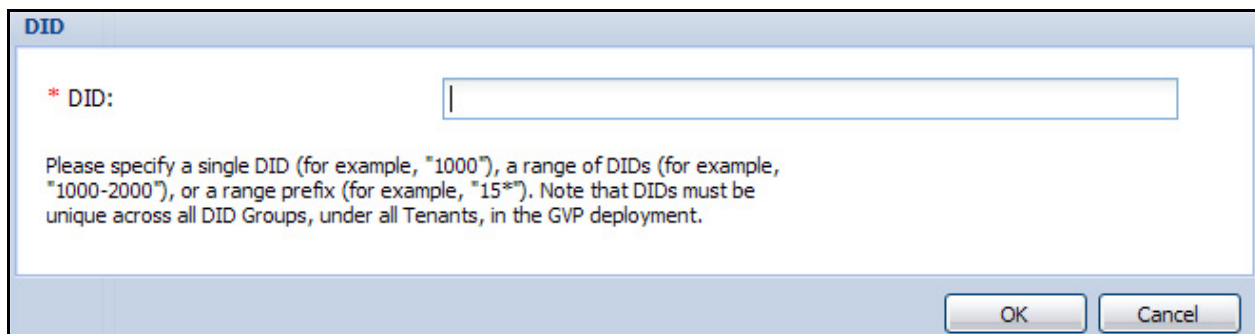 DID
* DID:
Please specify a single DID (for example, "1000"), a range of DIDs (for example,
"1000-2000"), or a range prefix (for example, "15*"). Note that DIDs must be
unique across all DID Groups, under all Tenants, in the GVP deployment.
OK Cancel